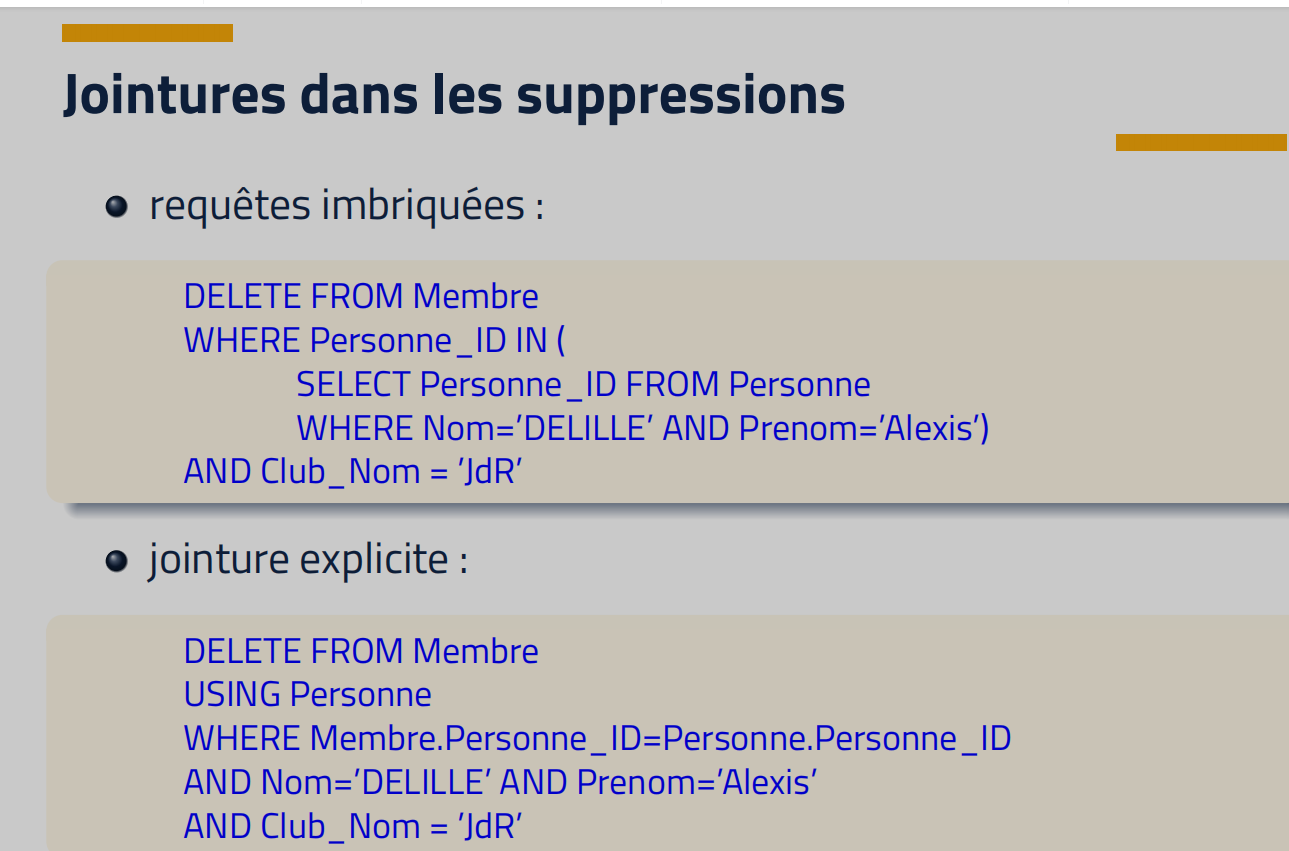 Jointures dans les suppressions
requêtes imbriquées :
DELETE FROM Membre
WHERE Personne_ID IN (
SELECT Personne_ID FROM Personne
WHERE Nom='DELILLE' AND Prenom='Alexis')
AND Club_Nom = 'JdR'
jointure explicite :
DELETE FROM Membre
USING Personne
WHERE Membre.Personne_ID=Personne.Personne_ID
AND Nom='DELILLE' AND Prenom='Alexis'
AND Club_Nom = 'JdR'